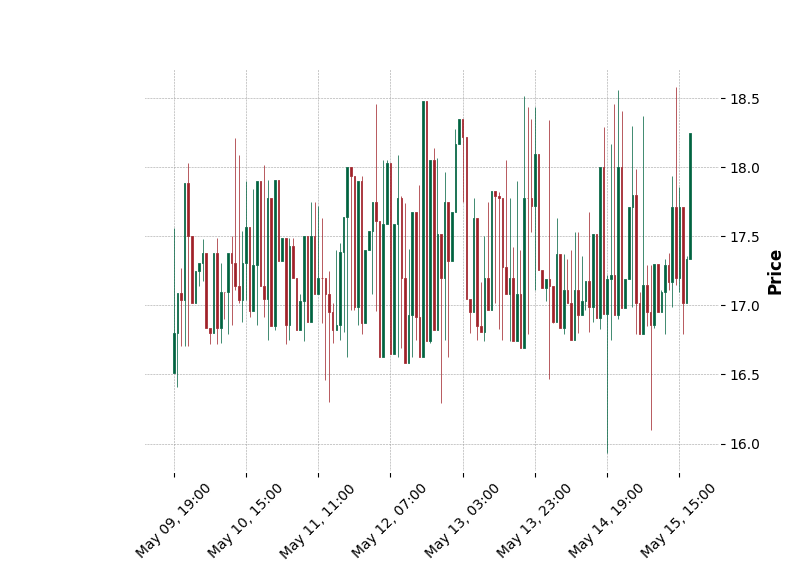 18.5
18.0
17.5
17.0
16.5
16.0
Price
May 09, 19:00
May 10, 15:00
May 11, 11:00
May 12, 07:00
May 13, 03:00
May 13, 23:00
May 14, 19:00
May 15, 15:00